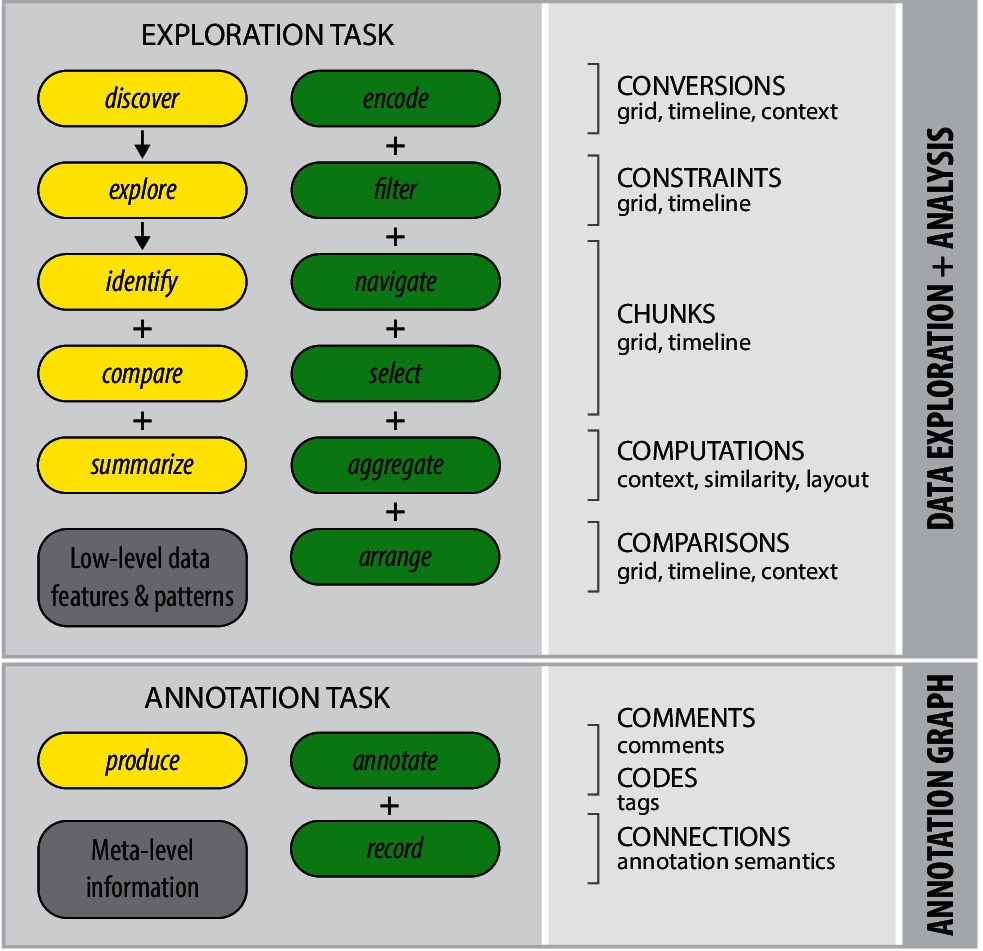 EXPLORATION TASK
discover
encode
+
explore
filter
+
identify
navigate
+
+
compare
select
+
+
summarize
aggregate
+
Low-level data
features & patterns
arrange
CONVERSIONS
grid, timeline, context
CONSTRAINTS
grid, timeline
CHUNKS
grid, timeline
COMPUTATIONS
context, similarity, layout
COMPARISONS
grid, timeline, context
DATA EXPLORATION + ANALYSIS
ANNOTATION TASK
produce
annotate
+
Meta-level
information
record
COMMENTS
comments
CODES
tags
CONNECTIONS
annotation semantics
ANNOTATION GRAPH